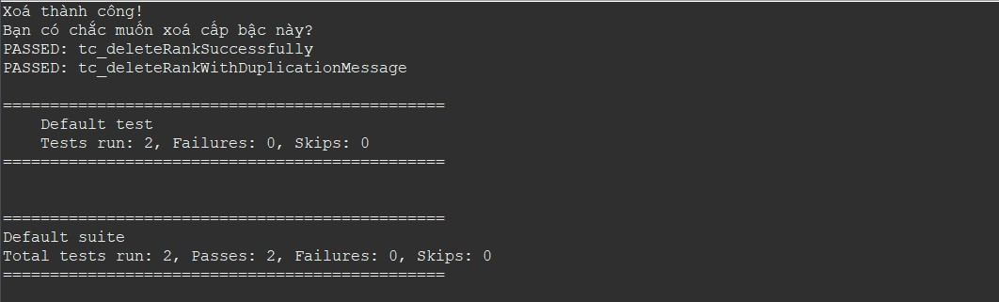 Xoá thành công!
Bạn có chắc muốn xoá cấp bậc này?
PASSED: tc_deleteRankSuccessfully
PASSED: tc_deleteRankWithDuplicationMessage
===============================================
Default test
Tests run: 2, Failures: 0, Skips: 0
===============================================
===============================================
Default suite
Total tests run: 2, Passes: 2, Failures: 0, Skips: 0
===============================================